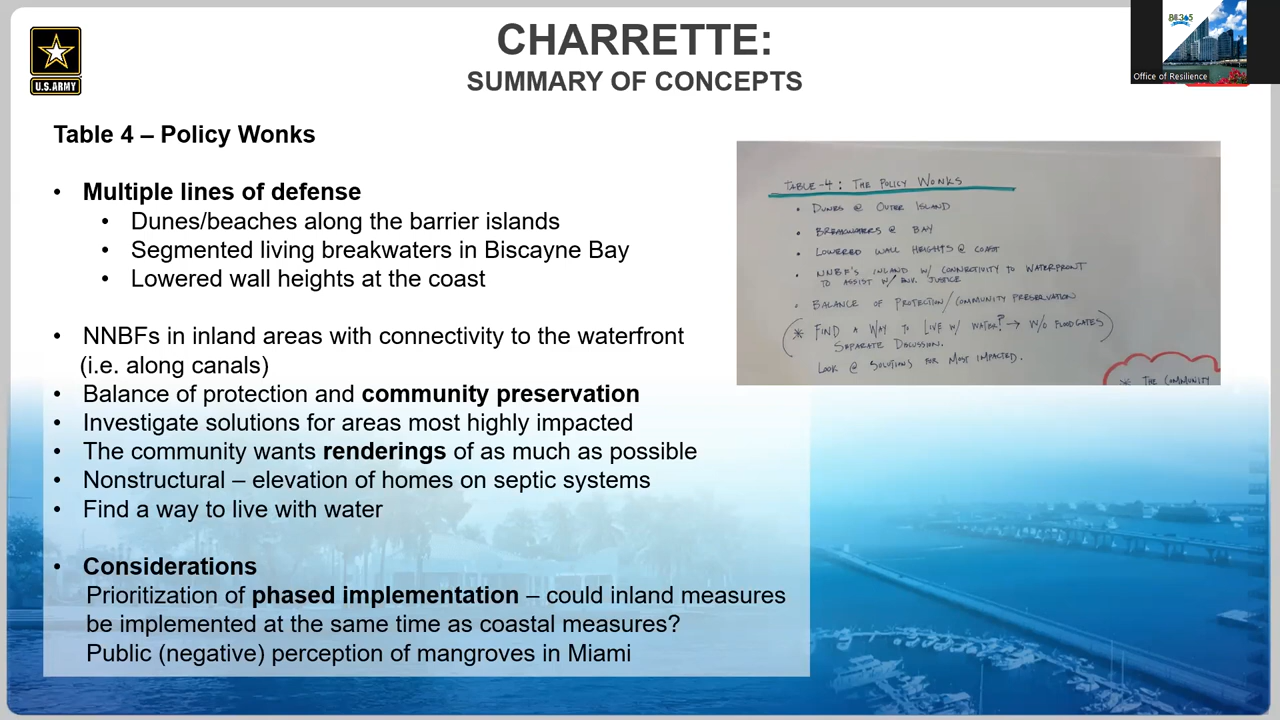 CHARRETTE:
SUMMARY OF CONCEPTS
U.S.ARMY
Office of Resilience
Table 4 – Policy Wonks
• Multiple lines of defense
• Dunes/beaches along the barrier islands
• Segmented living breakwaters in Biscayne Bay
• Lowered wall heights at the coast
• NNBFs in inland areas with connectivity to the waterfront
(i.e. along canals)
• Balance of protection and community preservation
• Investigate solutions for areas most highly impacted
• The community wants renderings of as much as possible
• Nonstructural – elevation of homes on septic systems
• Find a way to live with water
• Considerations
Prioritization of phased implementation – could inland measures
be implemented at the same time as coastal measures?
Public (negative) perception of mangroves in Miami
TABLE-4: THE POLICY WONKS
• DUNES @ OUTER ISLAND
• BREAKWATERS @ BAY
• LOWERED WALL HEIGHTS @ COAST
• NNBF'S INLAND W/ CONNECTIVITY TO WATERFRONT
TO ASSIST W/ ENV. JUSTICE
• BALANCE OF PROTECTION/COMMUNITY PRESERVATION
(* FIND A WAY TO LIVE W/ WATER? → W/O FLOODGATES)
SEPARATE DISCUSSION.
LOOK @ SOLUTIONS FOR MOST IMPACTED.
* THE COMMUNITY